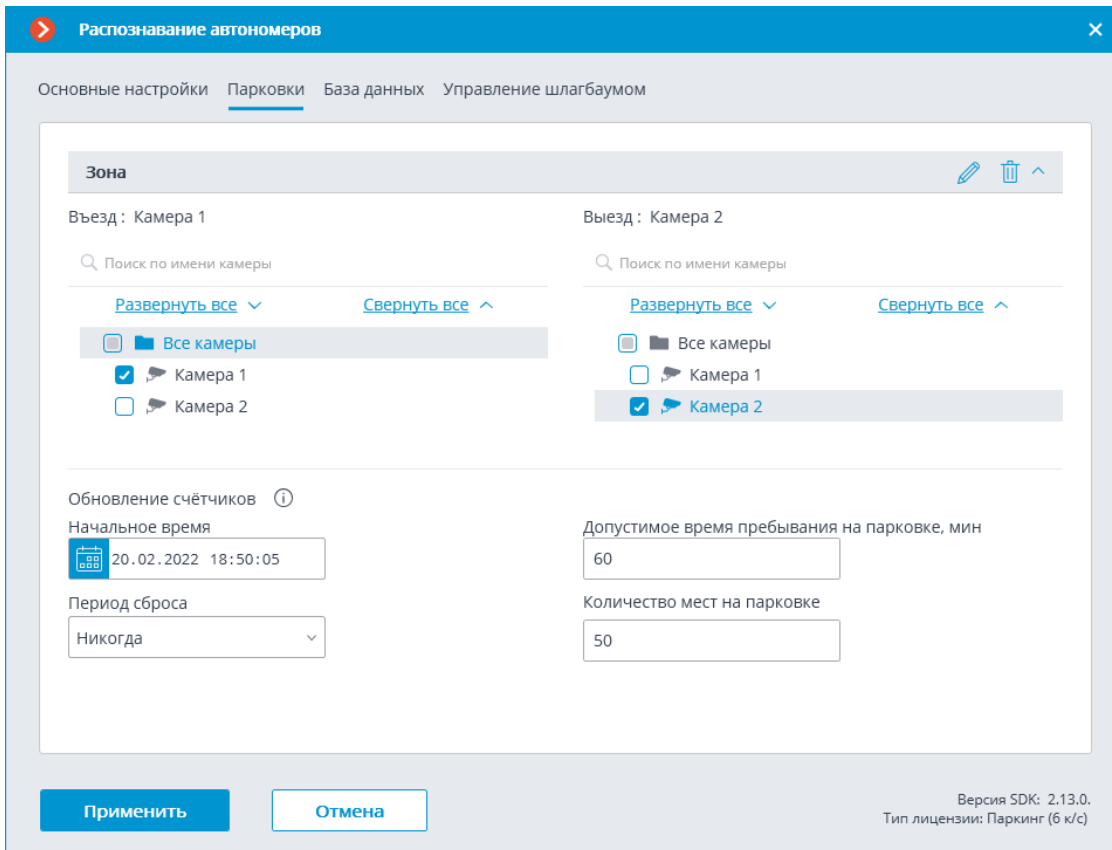 Распознавание автономеров
Основные настройки Парковки База данных Управление шлагбаумом
Зона
Въезд : Камера 1
Выезд : Камера 2
Поиск по имени камеры
Поиск по имени камеры
Развернуть все Свернуть все
Развернуть все Свернуть все
Все камеры
Все камеры
Камера 1
Камера 1
Камера 2
Камера 2
Обновление счётчиков
Начальное время
Допустимое время пребывания на парковке, мин
20.02.2022 18:50:05
60
Период сброса
Количество мест на парковке
Никогда
50
Применить
Отмена
Версия SDK: 2.13.0.
Тип лицензии: Паркинг (6 к/с)